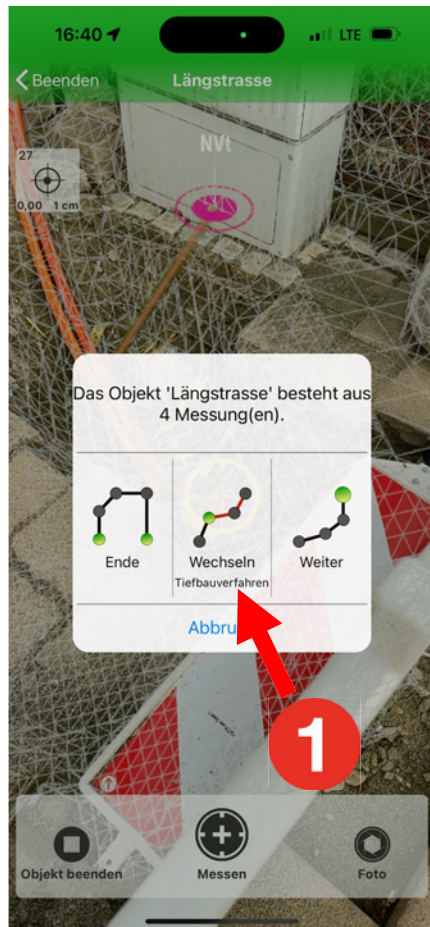 16:40
LTE
Beenden
Längstrasse
NVt
27
0,00 1 cm
Das Objekt 'Längstrasse' besteht aus
4 Messung(en).
Ende
Wechseln
Weiter
Tiefbauverfahren
1
Objekt beenden
Messen
Foto